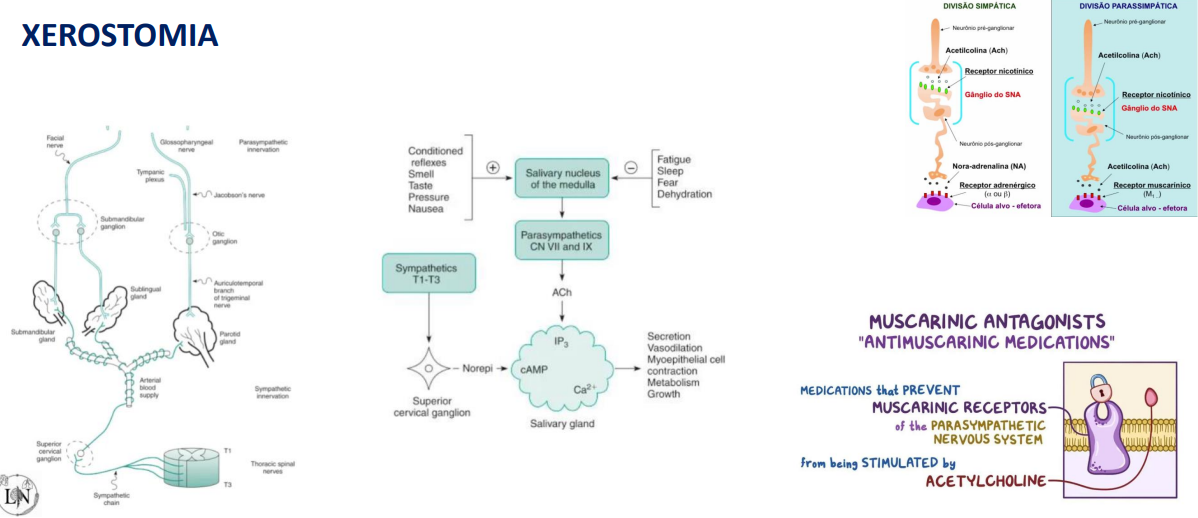 XEROSTOMIA
Facial
nerve
Glossopharyngeal
nerve
Parasympathetic
innervation
Tympanic
plexus
Jacobson's nerve
Submandibular
ganglion
Otic
ganglion
Sublingual
gland
Auriculotemporal
branch
of trigeminal
nerve
Submandibular
gland
Parotid
gland
Arterial
blood
supply
Sympathetic
innervation
Superior
cervical
ganglion
T1
Thoracic spinal
nerves
T3
Sympathetic
chain
LN
Conditioned
reflexes
Smell
Taste
Pressure
Nausea
+
Salivary nucleus
of the medulla
−
Fatigue
Sleep
Fear
Dehydration
Parasympathetics
CN VII and IX
Sympathetics
T1-T3
ACh
IP3
cAMP
Ca2+
Norepi
Superior
cervical ganglion
Salivary gland
Secretion
Vasodilation
Myoepithelial cell
contraction
Metabolism
Growth
DIVISÃO SIMPÁTICA
Neurônio pré-ganglionar
Acetilcolina (Ach)
Receptor nicotínico
Gânglio do SNA
Neurônio pós-ganglionar
Nora-adrenalina (NA)
Receptor adrenérgico
(α ou β)
Célula alvo - efetora
DIVISÃO PARASSIMPÁTICA
Neurônio pré-ganglionar
Acetilcolina (Ach)
Receptor nicotínico
Gânglio do SNA
Neurônio pós-ganglionar
Acetilcolina (Ach)
Receptor muscarínico
Célula alvo - efetora
MUSCARINIC ANTAGONISTS
"ANTIMUSCARINIC MEDICATIONS"
MEDICATIONS that PREVENT
MUSCARINIC RECEPTORS
of the PARASYMPATHETIC
NERVOUS SYSTEM
from being STIMULATED by
ACETYLCHOLINE